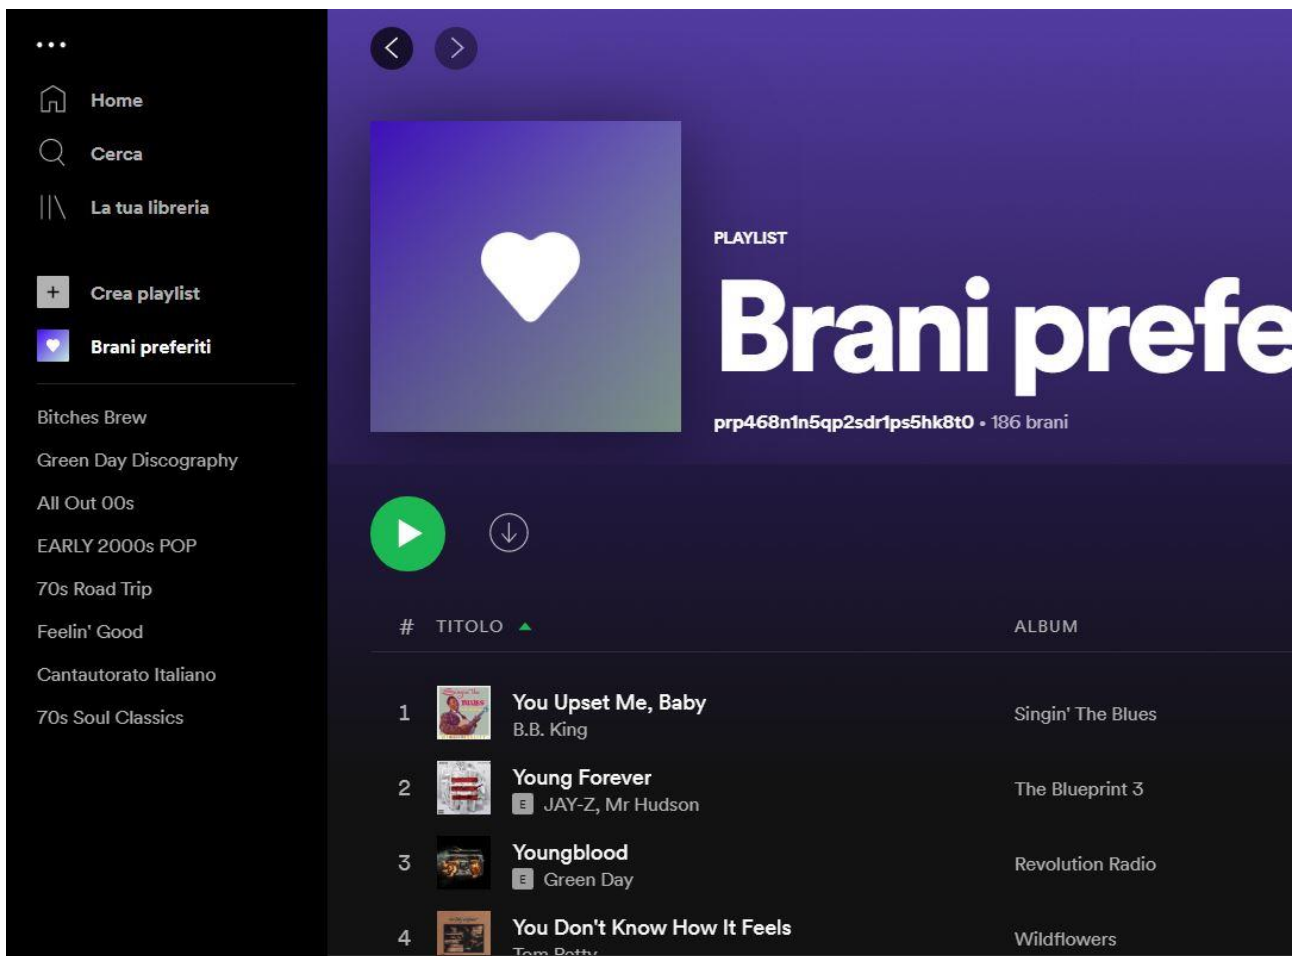 Home
Cerca
La tua libreria
Crea playlist
Brani preferiti
Bitches Brew
Green Day Discography
All Out 00s
EARLY 2000s POP
70s Road Trip
Feelin' Good
Cantautorato Italiano
70s Soul Classics
PLAYLIST
Brani prefe
prp468n1n5qp2sdr1ps5hk8t0 • 186 brani
# TITOLO ALBUM
1 You Upset Me, Baby
B.B. King
Singin' The Blues
2 Young Forever
E JAY-Z, Mr Hudson
The Blueprint 3
3 Youngblood
E Green Day
Revolution Radio
4 You Don't Know How It Feels
Tom Petty
Wildflowers